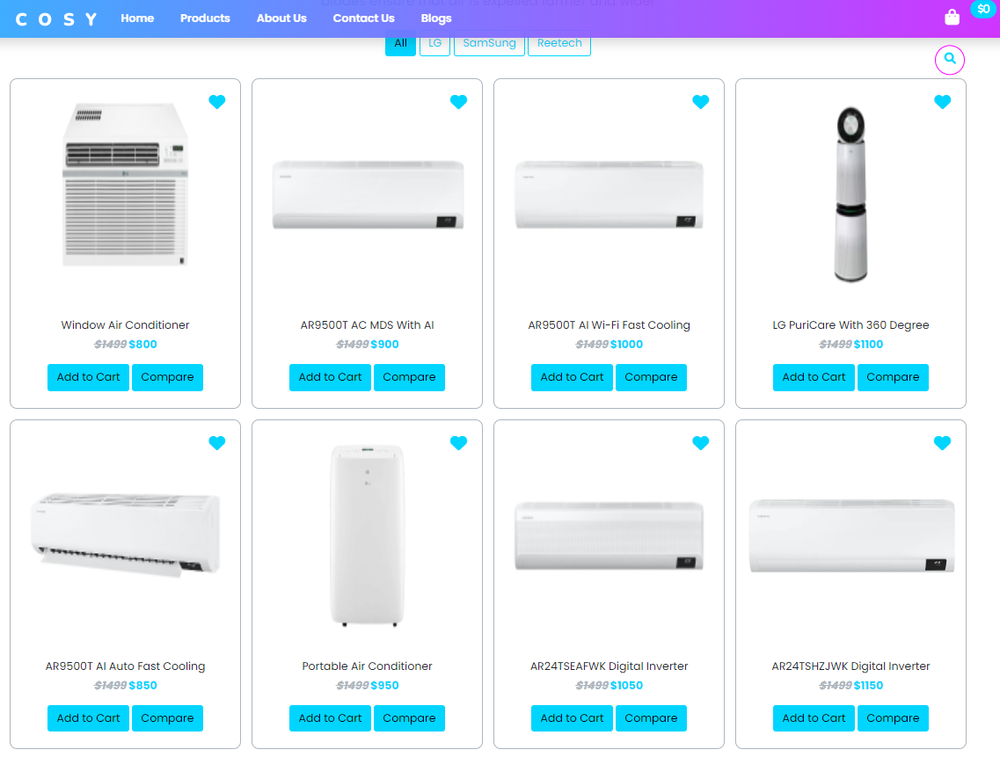 blades ensure that air is expelled farther and wider
COSY Home Products About Us Contact Us Blogs $0
All LG SamSung Reetech
Window Air Conditioner AR9500T AC MDS With AI AR9500T AI Wi-Fi Fast Cooling LG PuriCare With 360 Degree
$1499 $800 $1499 $900 $1499 $1000 $1499 $1100
Add to Cart Compare Add to Cart Compare Add to Cart Compare Add to Cart Compare
AR9500T AI Auto Fast Cooling Portable Air Conditioner AR24TSEAFWK Digital Inverter AR24TSHZJWK Digital Inverter
$1499 $850 $1499 $950 $1499 $1050 $1499 $1150
Add to Cart Compare Add to Cart Compare Add to Cart Compare Add to Cart Compare